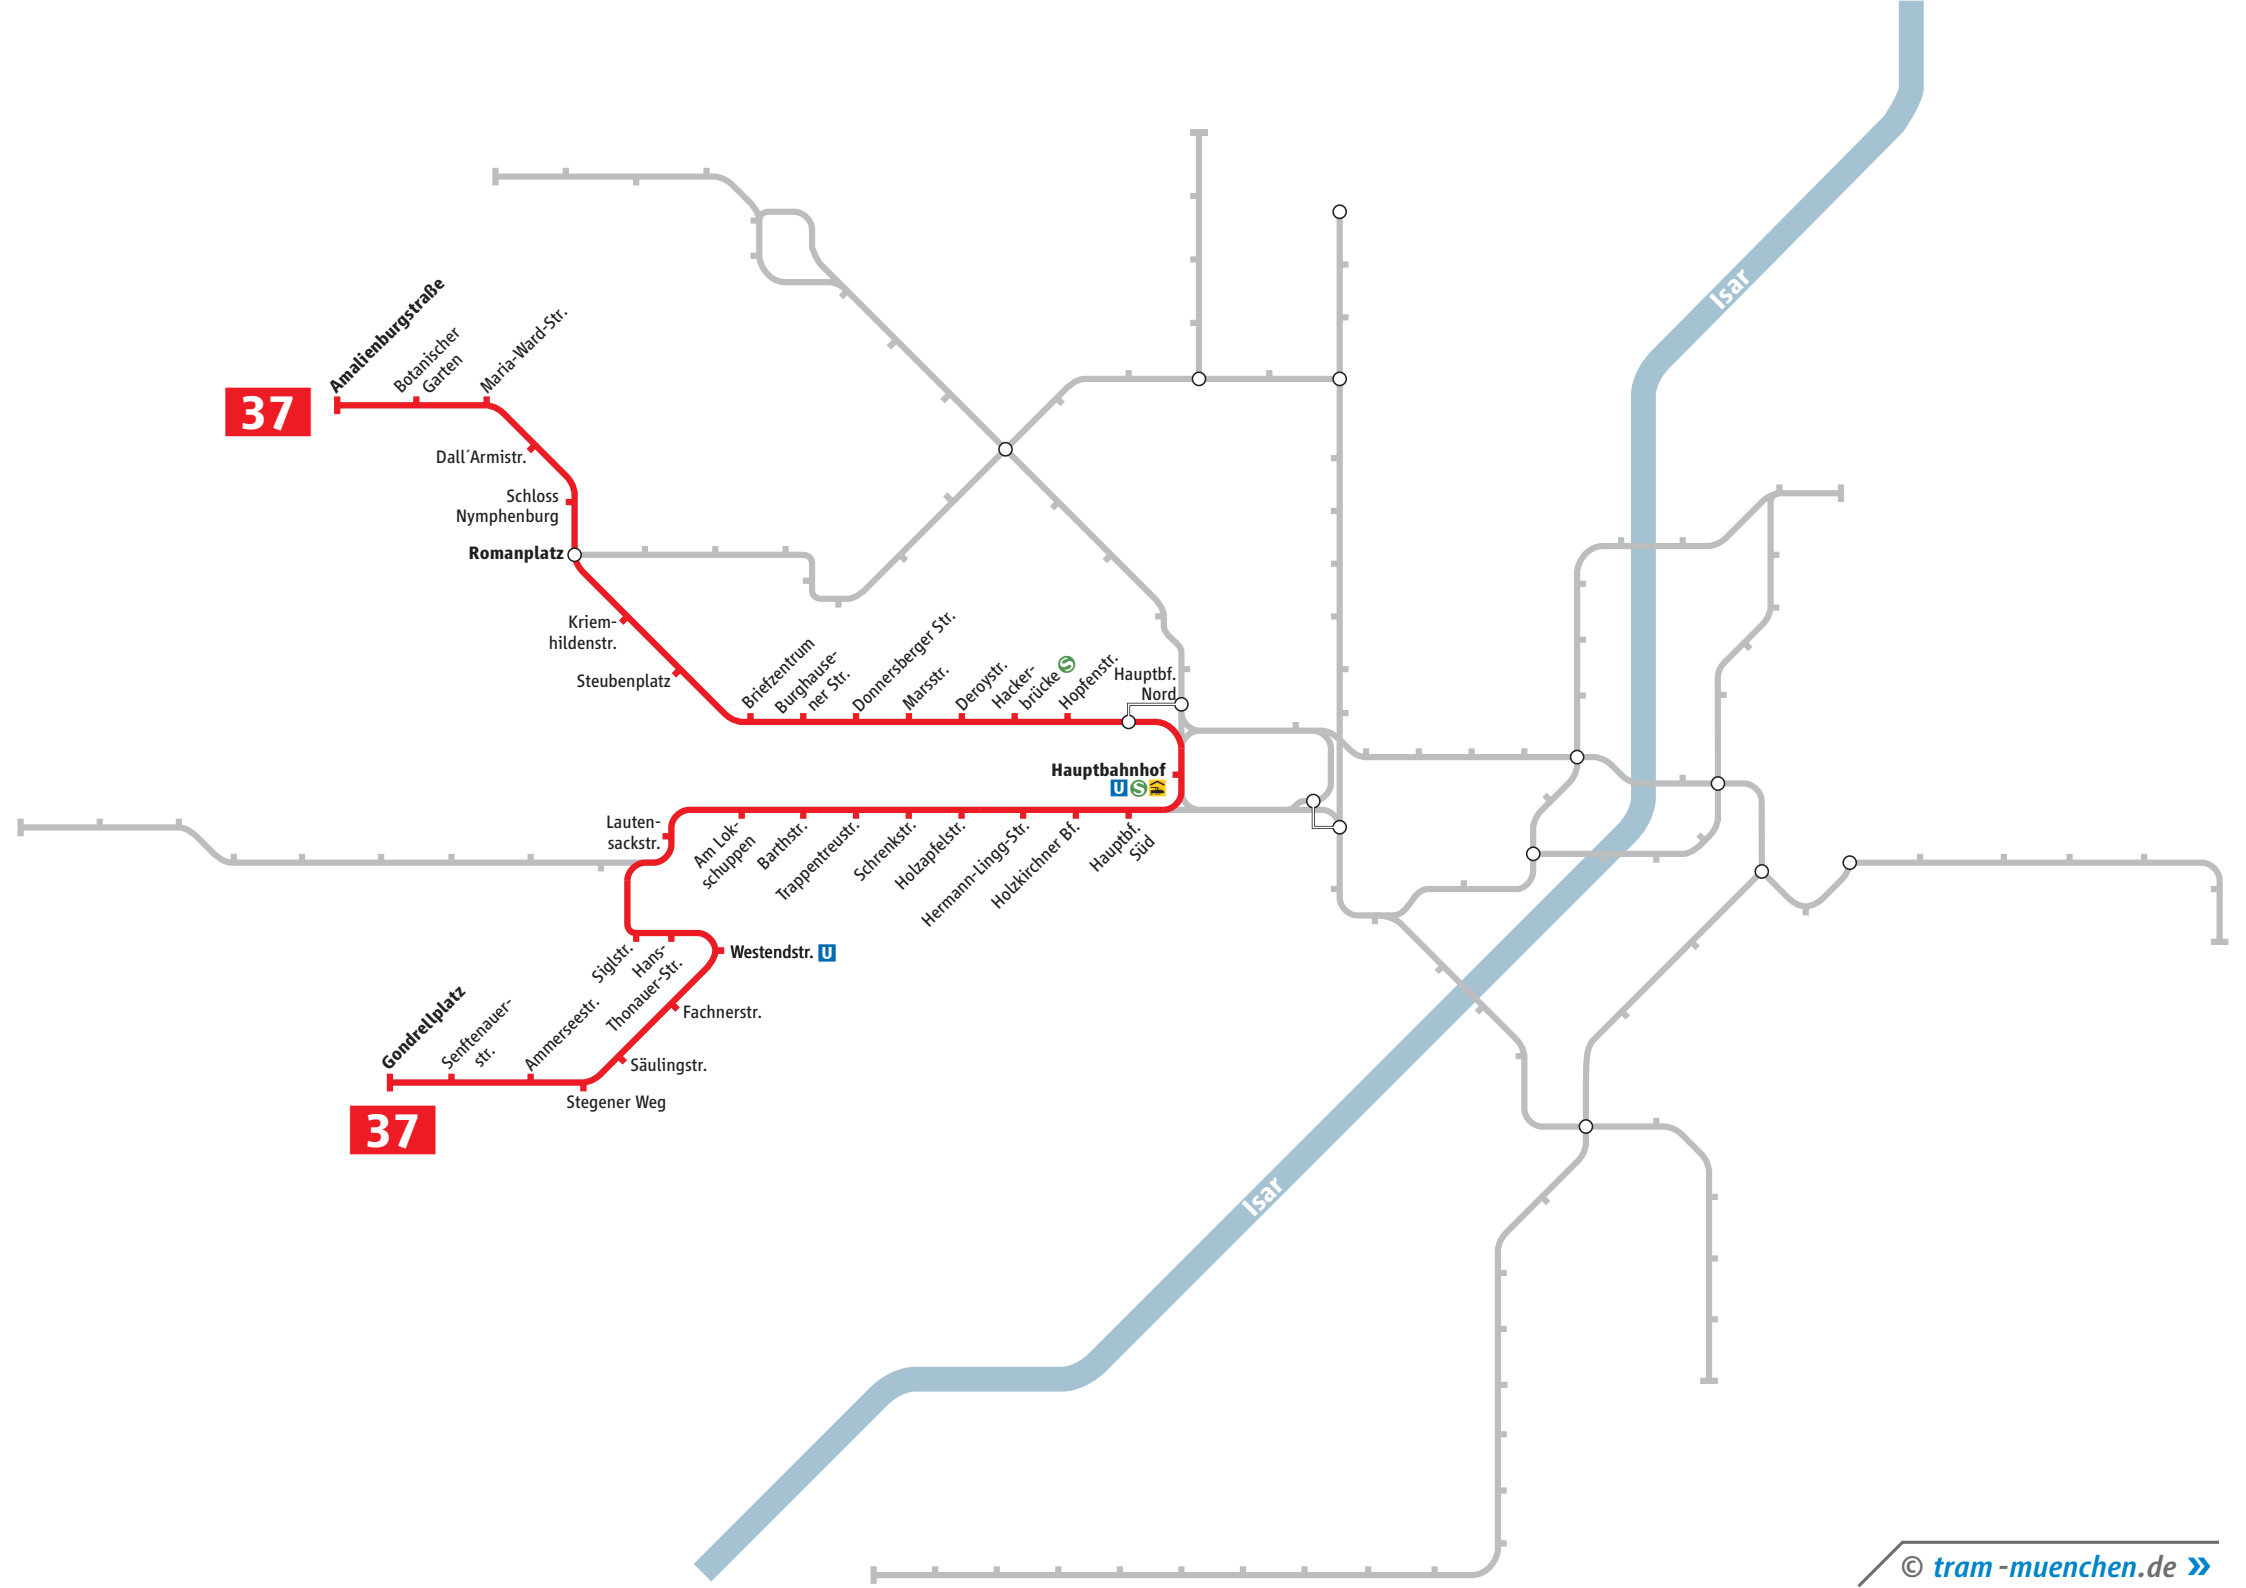 Isar
37
Amalienburgstraße
Botanischer
Garten
Maria-Ward-Str.
Dall´Armistr.
Schloss
Nymphenburg
Romanplatz
Kriem-
hildenstr.
Steubenplatz
Briefzentrum
Burghause-
ner Str.
Donnersberger Str.
Marsstr.
Deroystr.
Hacker-
brücke S
Hopfenstr.
Hauptbf.
Nord
Hauptbahnhof
U S
Lauten-
sackstr.
Am Lok-
schuppen
Barthstr.
Trappentreustr.
Schrenkstr.
Holzapfelstr.
Hermann-Lingg-Str.
Holzkirchner Bf.
Hauptbf.
Süd
Siglstr.
Hans-
Thonauer-Str.
Westendstr. U
Fachnerstr.
Säulingstr.
Stegener Weg
Ammerseestr.
Senftenauer-
str.
Gondrellplatz
37
Isar
© tram-muenchen.de »